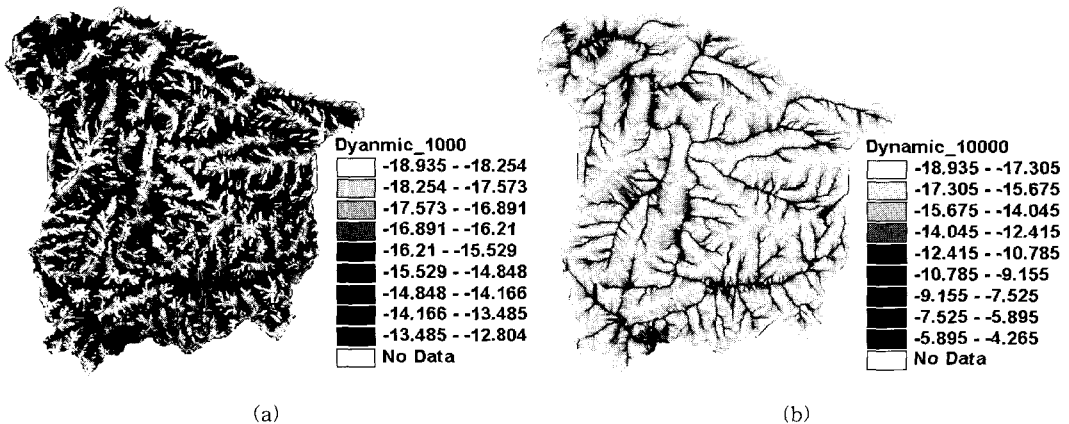 Dyanmic_1000
-18.935 - -18.254
-18.254 - -17.573
-17.573 - -16.891
-16.891 - -16.21
-16.21 - -15.529
-15.529 - -14.848
-14.848 - -14.166
-14.166 - -13.485
-13.485 - -12.804
No Data
(a)
Dynamic_10000
-18.935 - -17.305
-17.305 - -15.675
-15.675 - -14.045
-14.045 - -12.415
-12.415 - -10.785
-10.785 - -9.155
-9.155 - -7.525
-7.525 - -5.895
-5.895 - -4.265
No Data
(b)